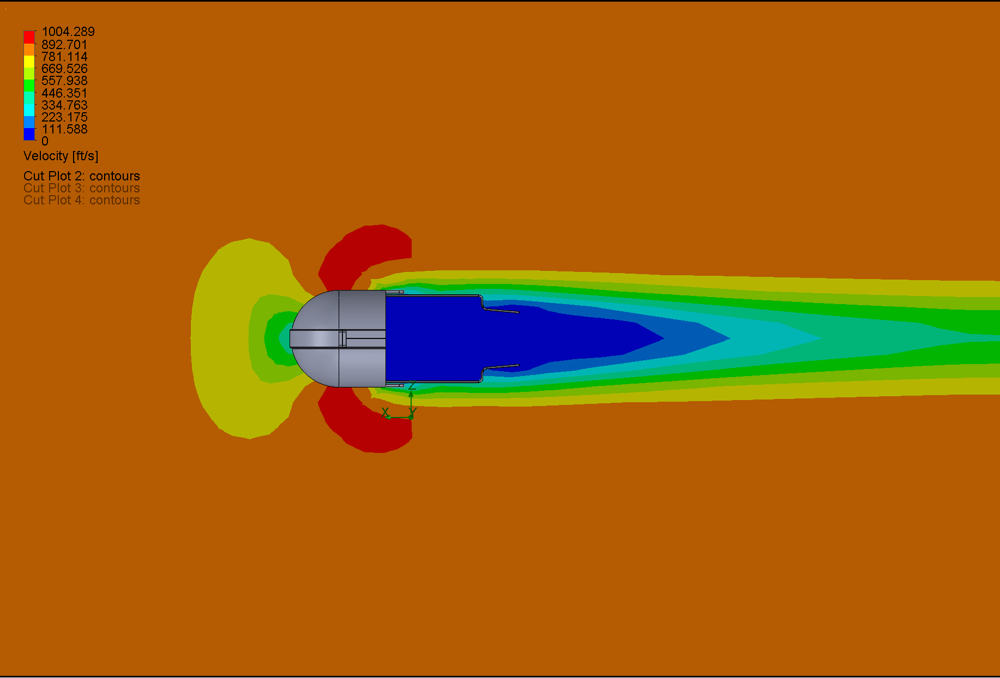 1004.289
892.701
781.114
669.526
557.938
446.351
334.763
223.175
111.588
0
Velocity [ft/s]
Cut Plot 2: contours
Cut Plot 3: contours
Cut Plot 4: contours
Z
X Y